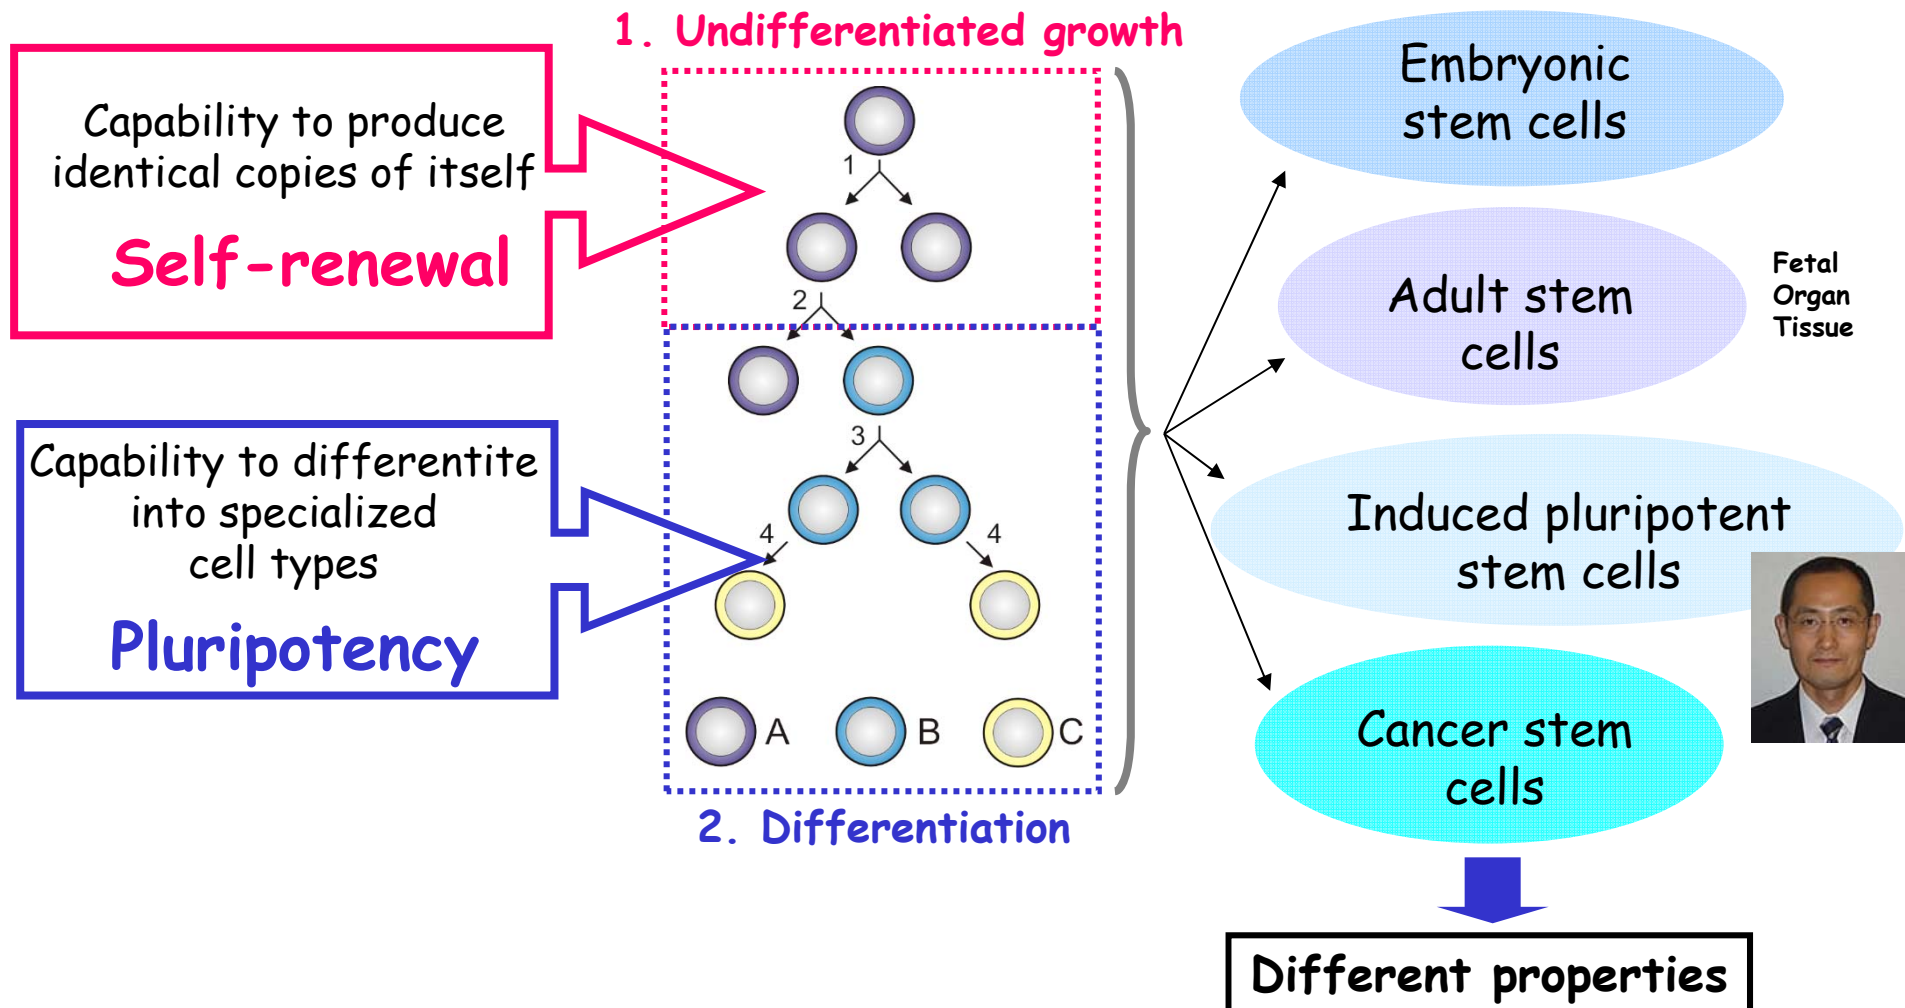 1. Undifferentiated growth
Capability to produce
identical copies of itself
Self-renewal
Capability to differentite
into specialized
cell types
Pluripotency
1
2
3
4
4
A
B
C
2. Differentiation
Embryonic
stem cells
Adult stem
cells
Fetal
Organ
Tissue
Induced pluripotent
stem cells
Cancer stem
cells
Different properties